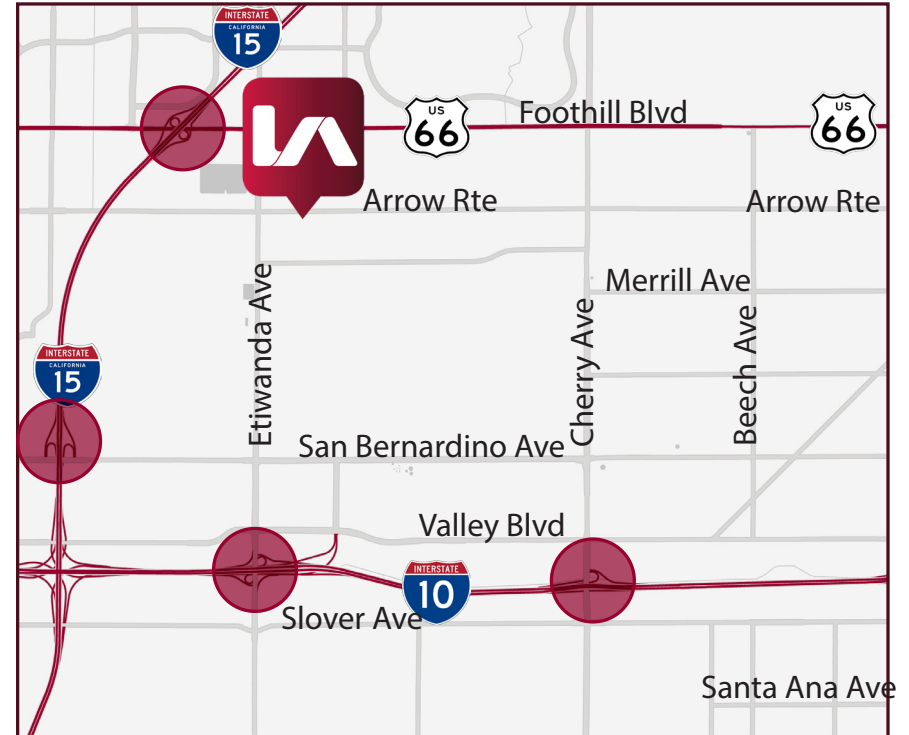 INTERSTATE
CALIFORNIA
15
US
66
Foothill Blvd
US
66
LA
Arrow Rte
Arrow Rte
Merrill Ave
Etiwanda Ave
Cherry Ave
Beech Ave
INTERSTATE
CALIFORNIA
15
San Bernardino Ave
Valley Blvd
INTERSTATE
10
Slover Ave
Santa Ana Ave